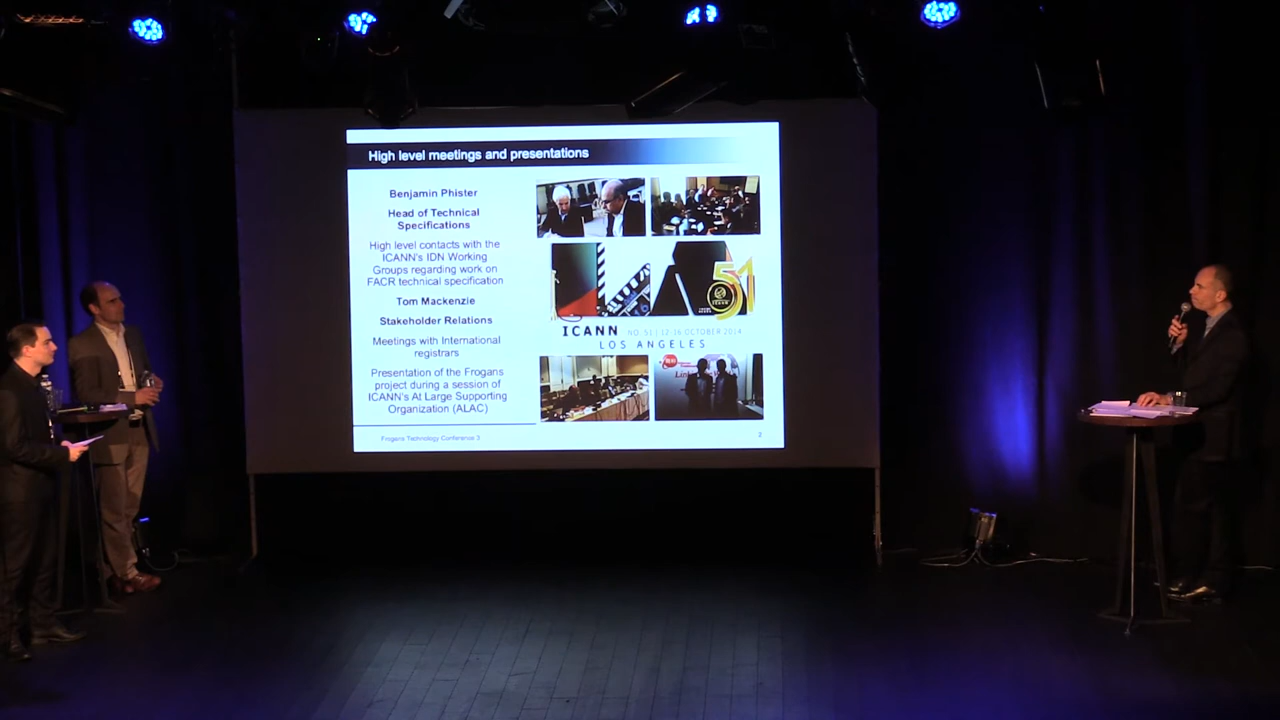 High level meetings and presentations
Benjamin Phister
Head of Technical
Specifications
High level contacts with the
ICANN's IDN Working
Groups regarding work on
FACR technical specification
Tom Mackenzie
Stakeholder Relations
Meetings with International
registrars
Presentation of the Frogans
project during a session of
ICANN's At Large Supporting
Organization (ALAC)
51
ICANN NO. 51 | 12-16 OCTOBER 2014
LOS ANGELES
Frogans Technology Conference 3
2